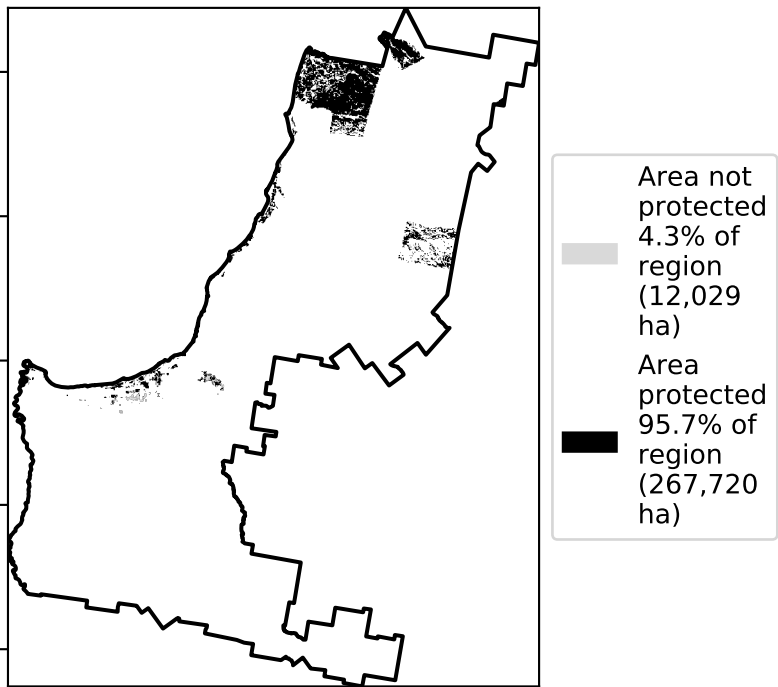 Area not
protected
4.3% of
region
(12,029
ha)
Area
protected
95.7% of
region
(267,720
ha)